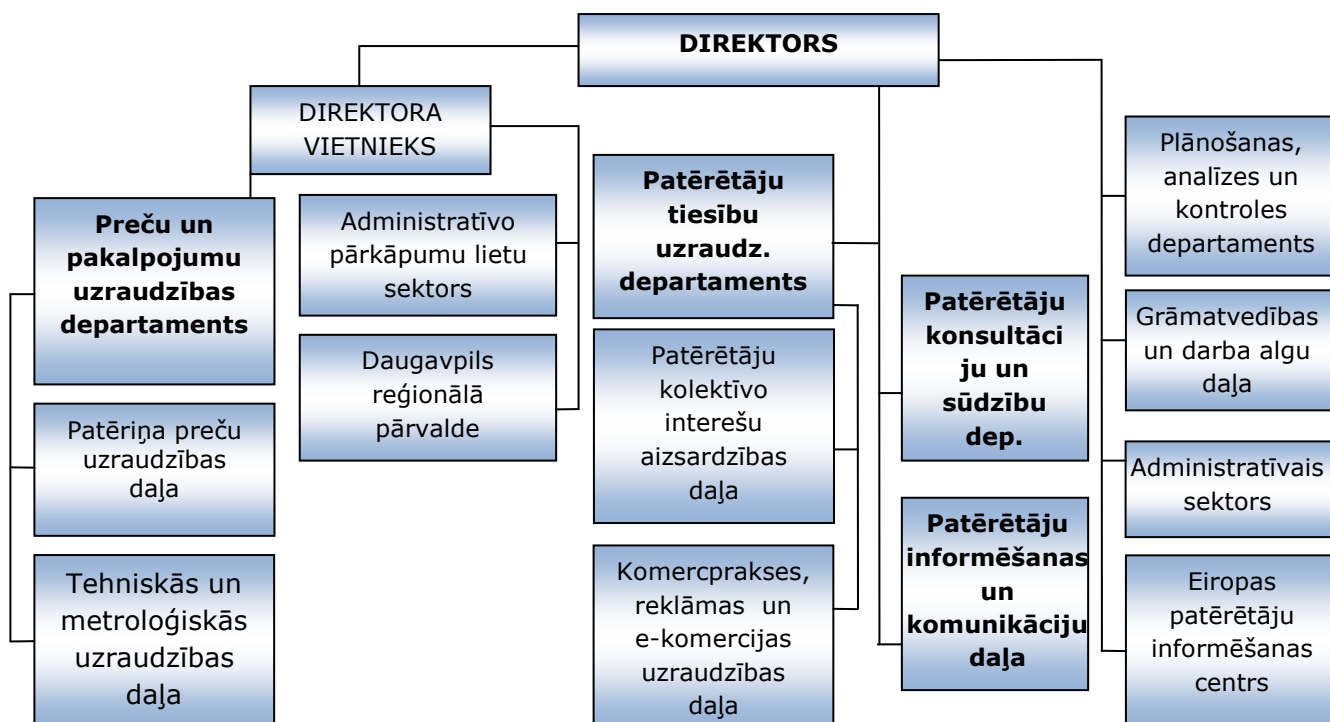 DIREKTORS
DIREKTORA
VIETNIEKS
Preču un
pakalpojumu
uzraudzības
departaments
Patēriņa preču
uzraudzības
daļa
Tehniskās un
metroloģiskās
uzraudzības
daļa
Administratīvo
pārkāpumu lietu
sektors
Daugavpils
reģionālā
pārvalde
Patērētāju
tiesību
uzraudz.
departaments
Patērētāju
kolektīvo
interešu
aizsardzības
daļa
Komercprakses,
reklāmas un
e-komercijas
uzraudzības
daļa
Patērētāju
konsultāci
ju un
sūdzību
dep.
Patērētāju
informēšanas
un
komunikāciju
daļa
Plānošanas,
analīzes un
kontroles
departaments
Grāmatvedības
un darba algu
daļa
Administratīvais
sektors
Eiropas
patērētāju
informēšanas
centrs